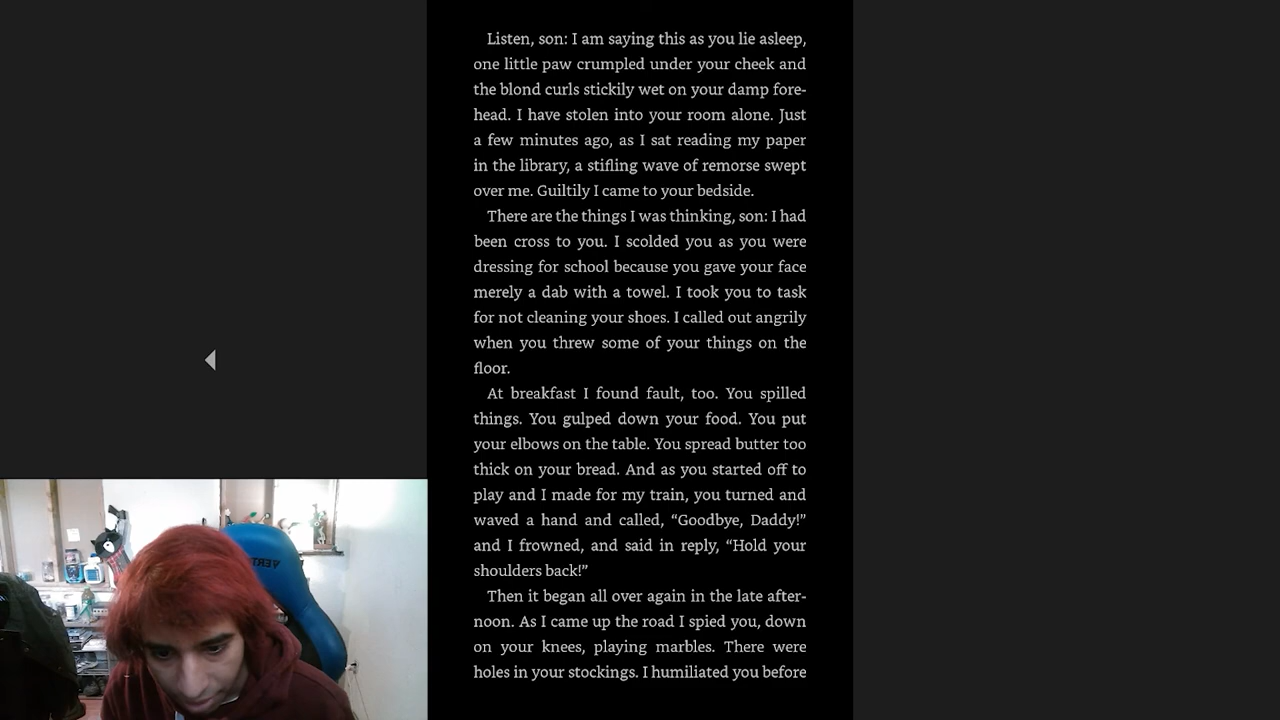 Listen, son: I am saying this as you lie asleep,
one little paw crumpled under your cheek and
the blond curls stickily wet on your damp fore-
head. I have stolen into your room alone. Just
a few minutes ago, as I sat reading my paper
in the library, a stifling wave of remorse swept
over me. Guiltily I came to your bedside.
There are the things I was thinking, son: I had
been cross to you. I scolded you as you were
dressing for school because you gave your face
merely a dab with a towel. I took you to task
for not cleaning your shoes. I called out angrily
when you threw some of your things on the
floor.
At breakfast I found fault, too. You spilled
things. You gulped down your food. You put
your elbows on the table. You spread butter too
thick on your bread. And as you started off to
play and I made for my train, you turned and
waved a hand and called, “Goodbye, Daddy!”
and I frowned, and said in reply, “Hold your
shoulders back!”
Then it began all over again in the late after-
noon. As I came up the road I spied you, down
on your knees, playing marbles. There were
holes in your stockings. I humiliated you before